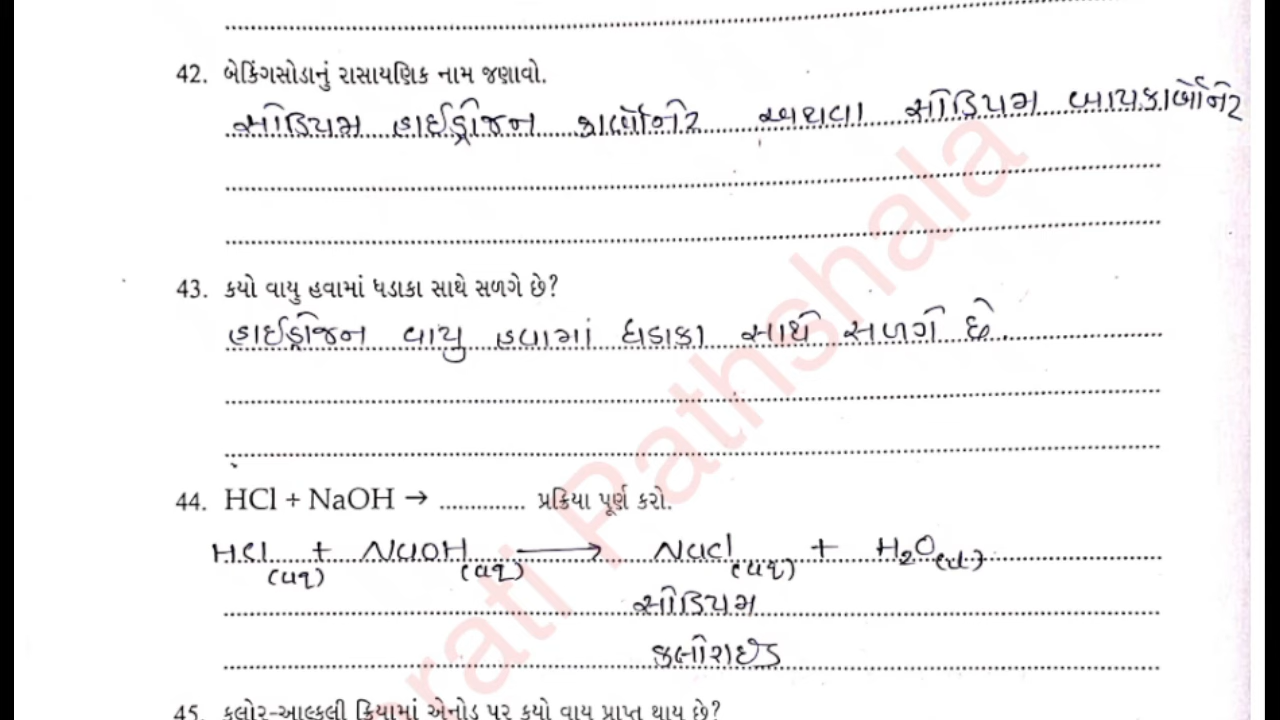 42. બેકિંગસોડાનું રાસાયણિક નામ જણાવો.
સોડિયમ હાઈડ્રોજન કાર્બોનેટ અથવા સોડિયમ બાયકાર્બોનેટ
43. કયો વાયુ હવામાં ધડાકા સાથે સળગે છે?
હાઈડ્રોજન વાયુ હવામાં ધડાકા સાથે સળગે છે.
44. HCl + NaOH → .............. પ્રક્રિયા પૂર્ણ કરો.
HCl(aq) + NaOH(aq) ⟶ NaCl(aq) + H₂O(l)
સોડિયમ
ક્લોરાઈડ
45. ક્લોર-આલ્કલી ક્રિયામાં એનોડ પર કયો વાયુ પ્રાપ્ત થાય છે?
rati Pathshala